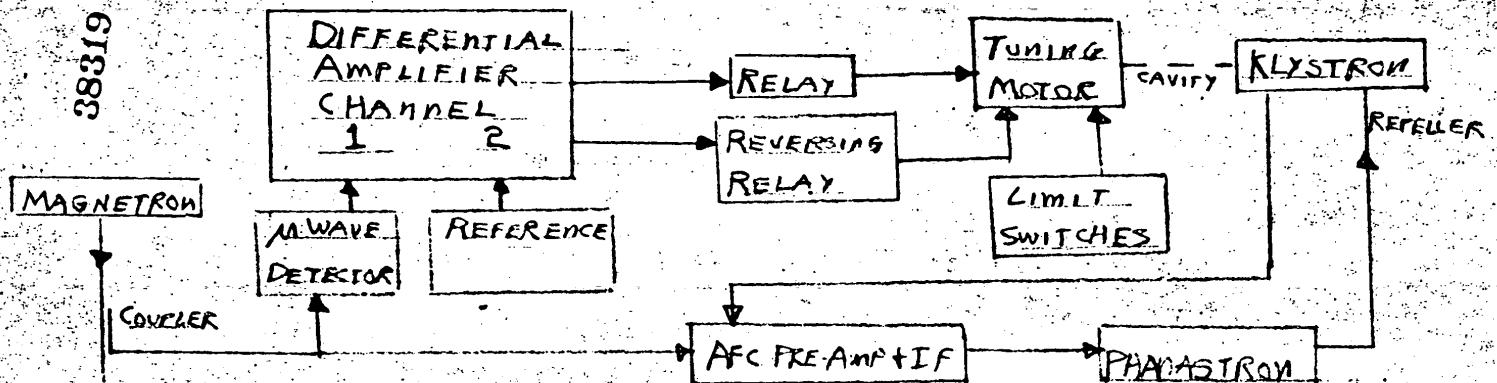 38319
DIFFERENTIAL
AMPLIFIER
CHANNEL
1 2
RELAY
REVERSING
RELAY
TUNING
MOTOR
CAVITY
KLYSTRON
REPELLER
LIMIT
SWITCHES
MAGNETRON
μWAVE
DETECTOR
REFERENCE
COUPLER
AFC PRE-AMP + IF
PHANASTRON